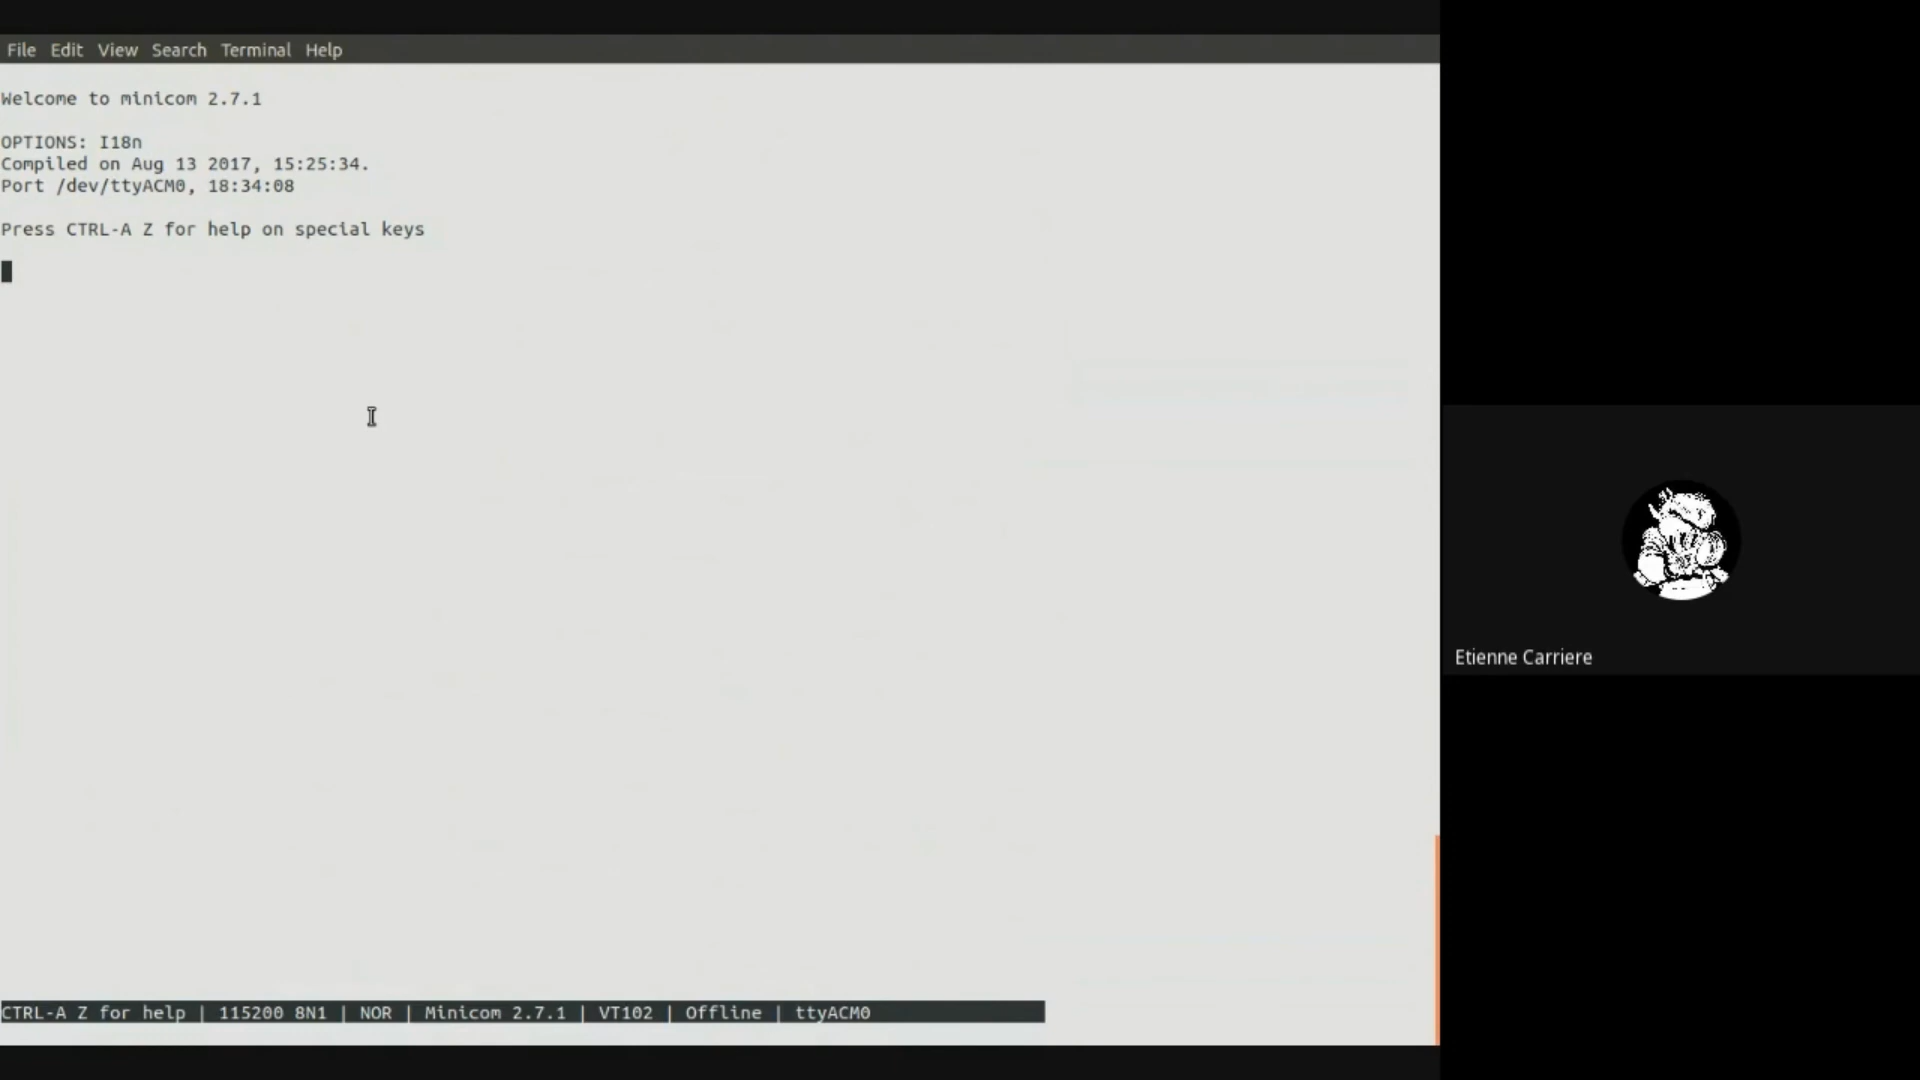 File Edit View Search Terminal Help
Welcome to minicom 2.7.1
OPTIONS: I18n
Compiled on Aug 13 2017, 15:25:34.
Port /dev/ttyACM0, 18:34:08
Press CTRL-A Z for help on special keys
Etienne Carriere
CTRL-A Z for help | 115200 8N1 | NOR | Minicom 2.7.1 | VT102 | Offline | ttyACM0